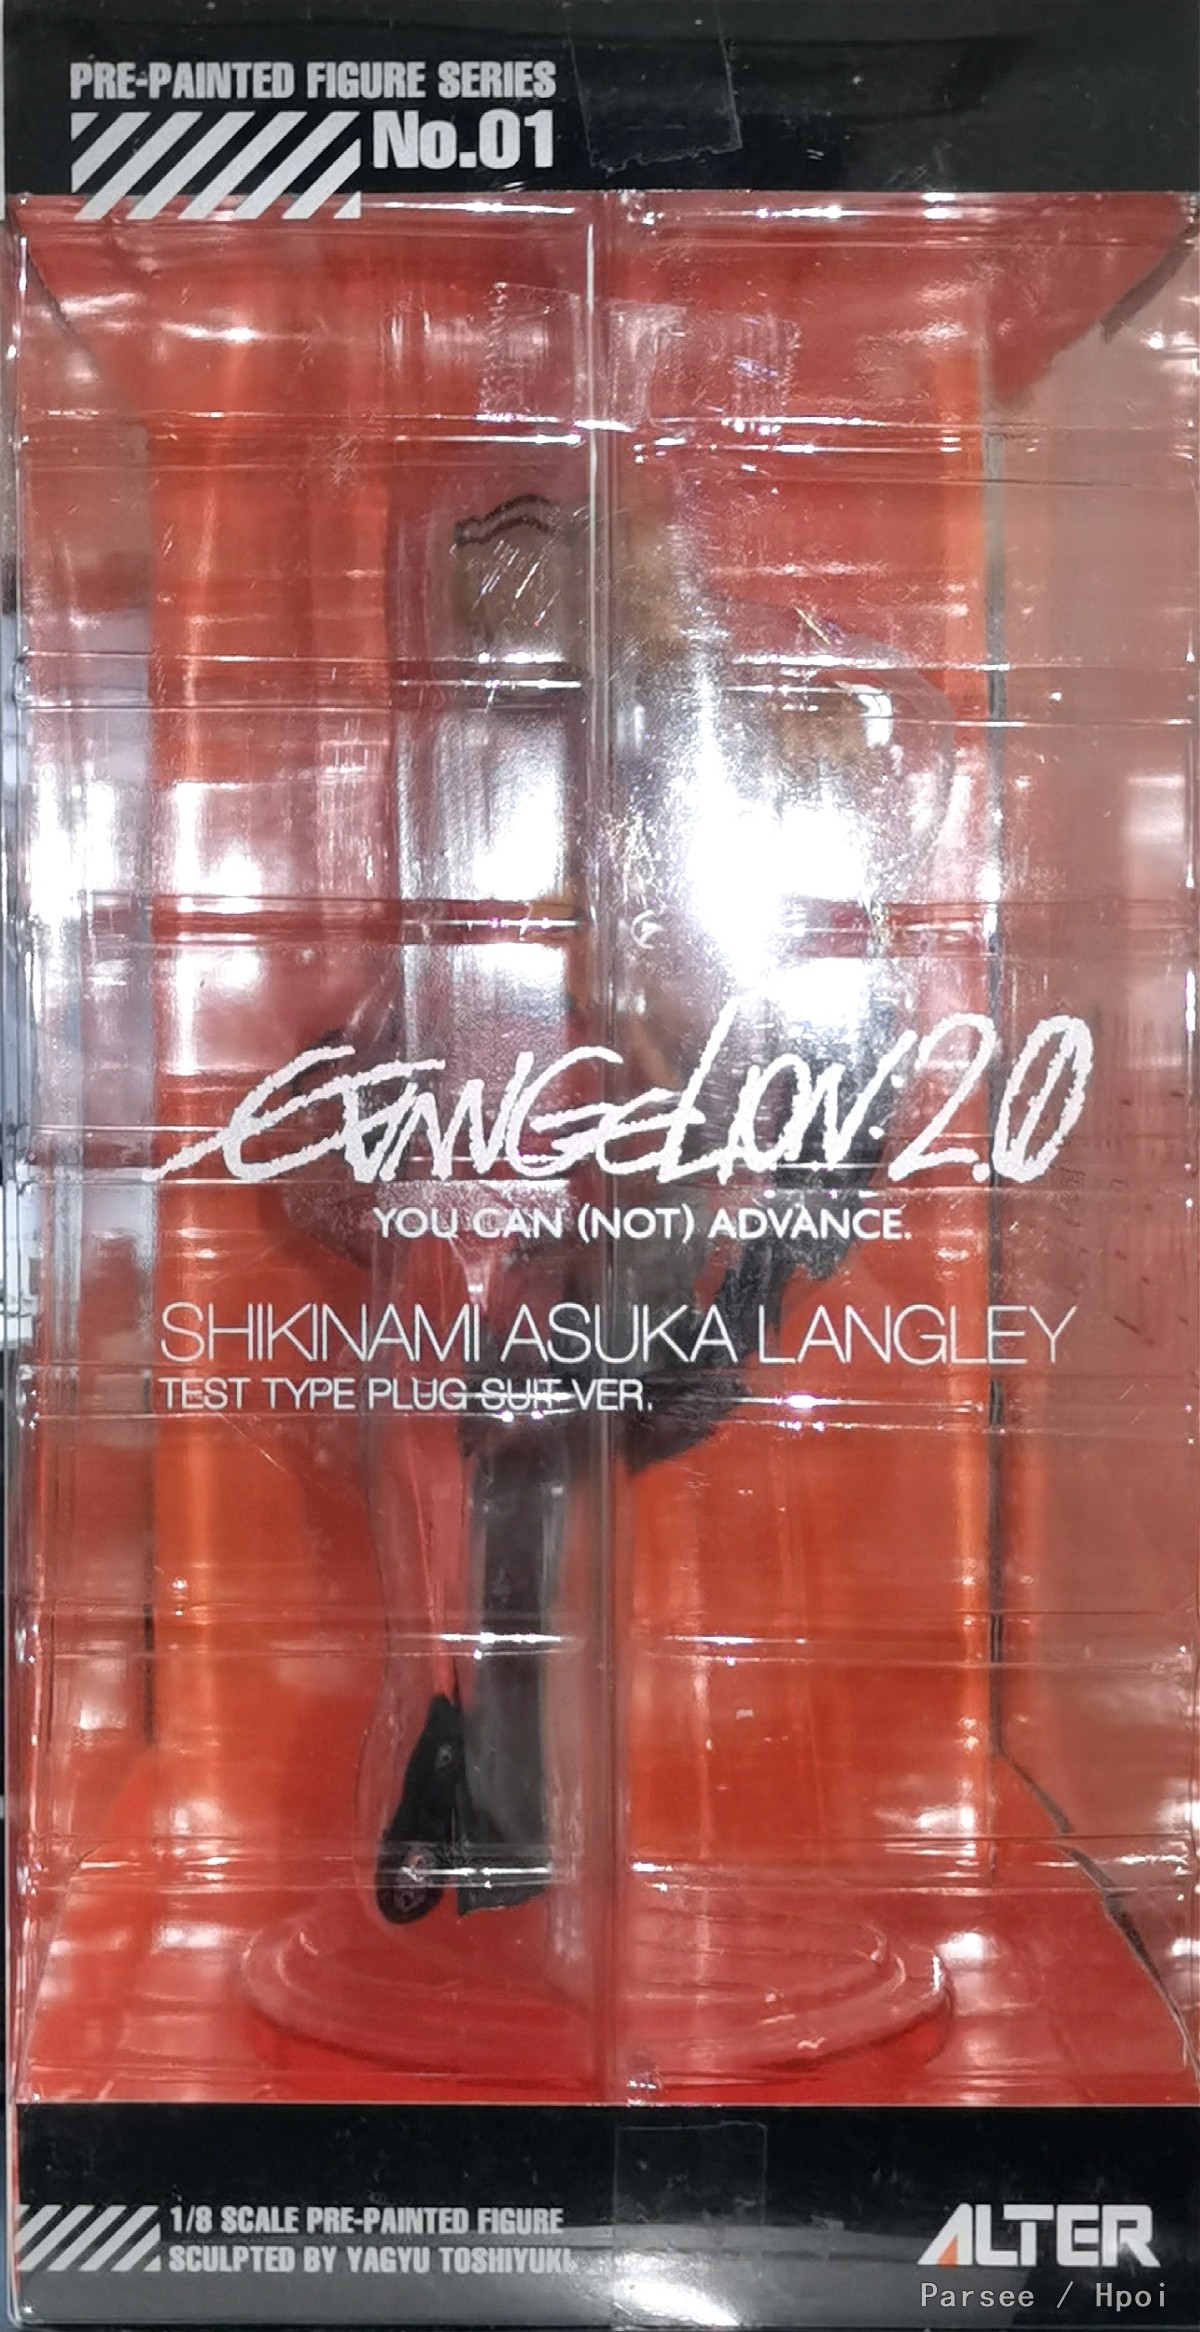 PRE-PAINTED FIGURE SERIES
No.01
EVANGELION:2.0
YOU CAN (NOT) ADVANCE.
SHIKINAMI ASUKA LANGLEY
TEST TYPE PLUG SUIT VER.
1/8 SCALE PRE-PAINTED FIGURE
SCULPTED BY YAGYU TOSHIYUKI
ALTER
Parsee / Hpoi